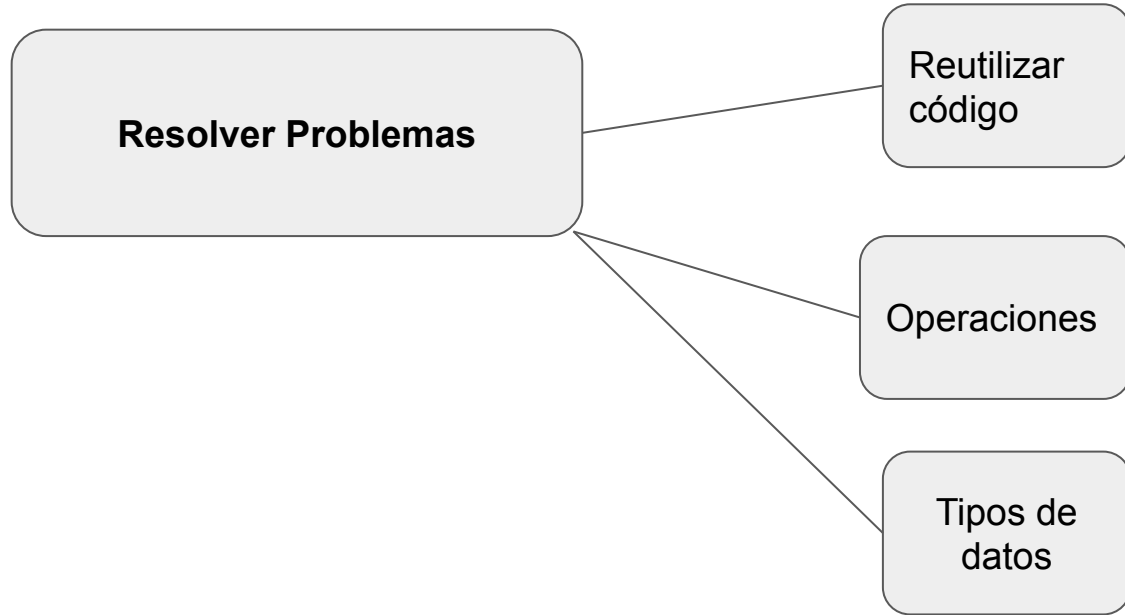 Resolver Problemas
Reutilizar
código
Operaciones
Tipos de
datos